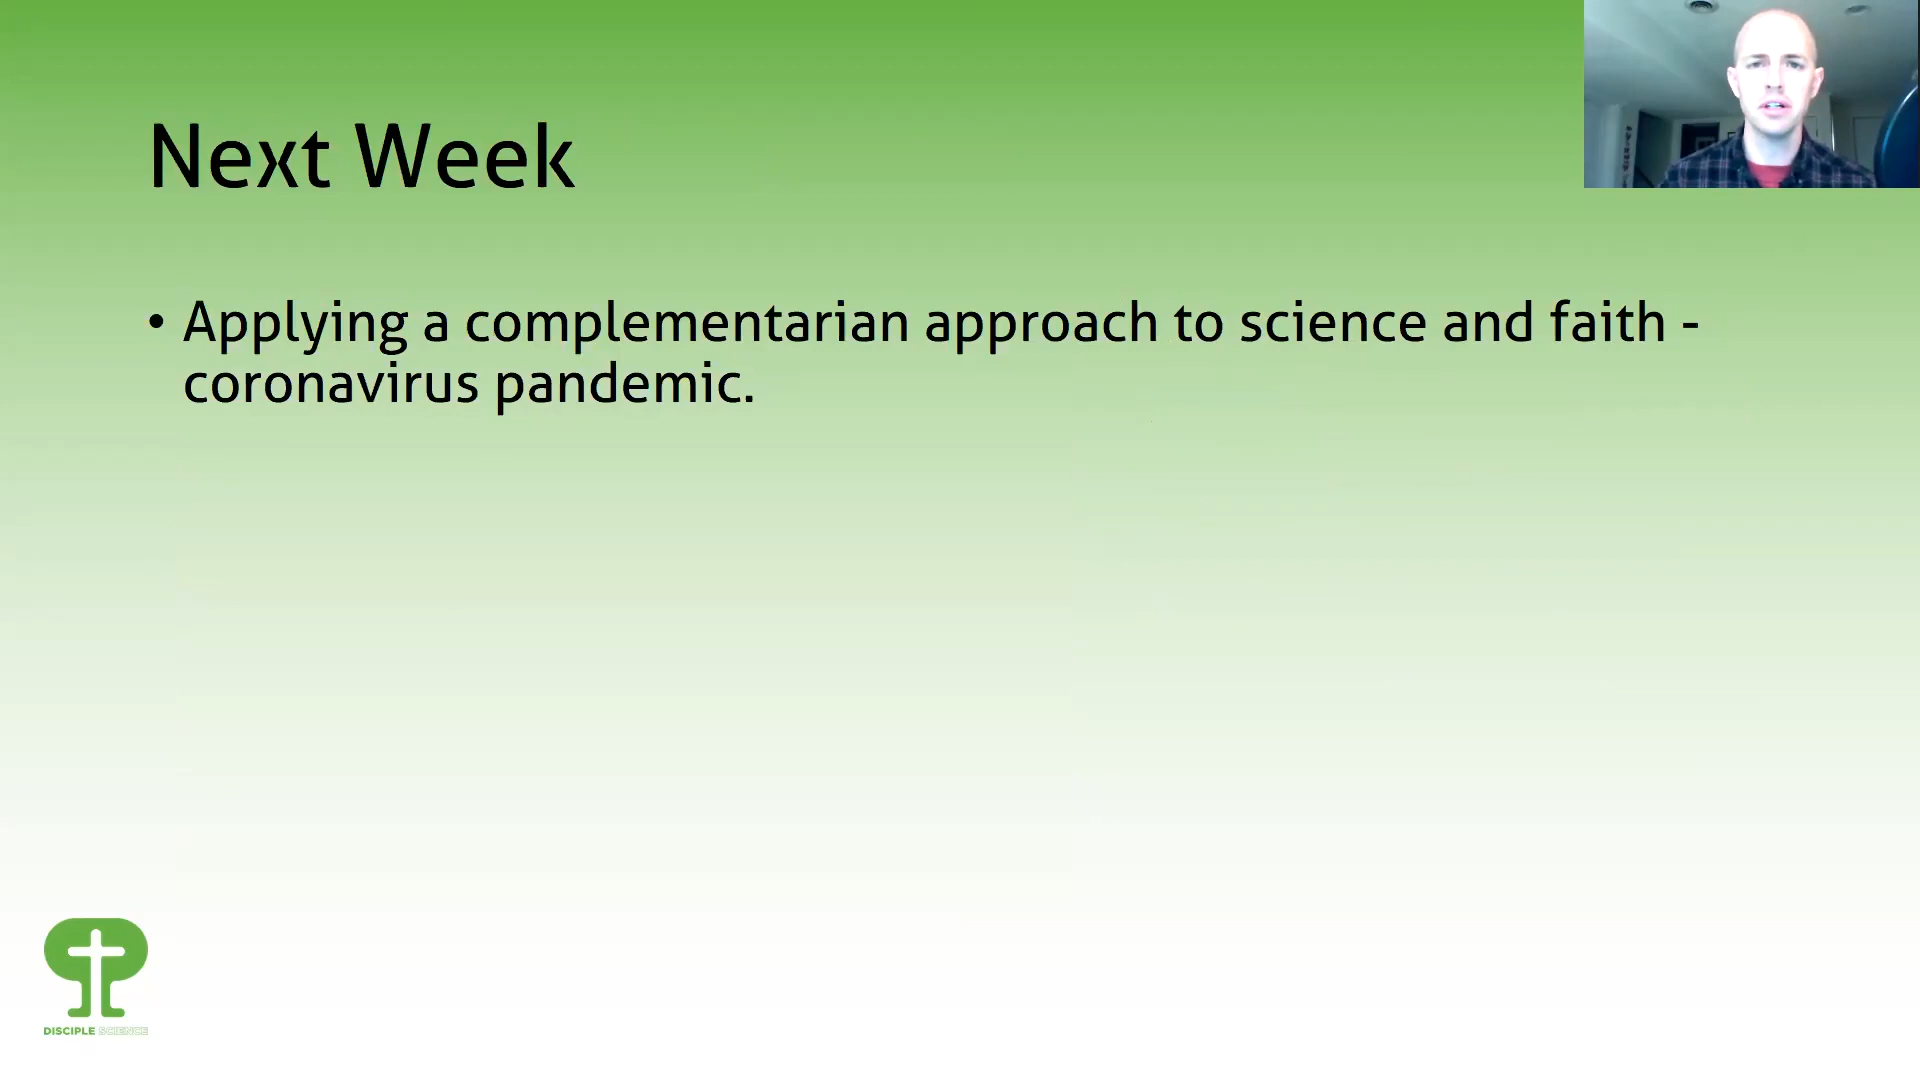 Next Week
• Applying a complementarian approach to science and faith -
coronavirus pandemic.
DISCIPLE SCIENCE